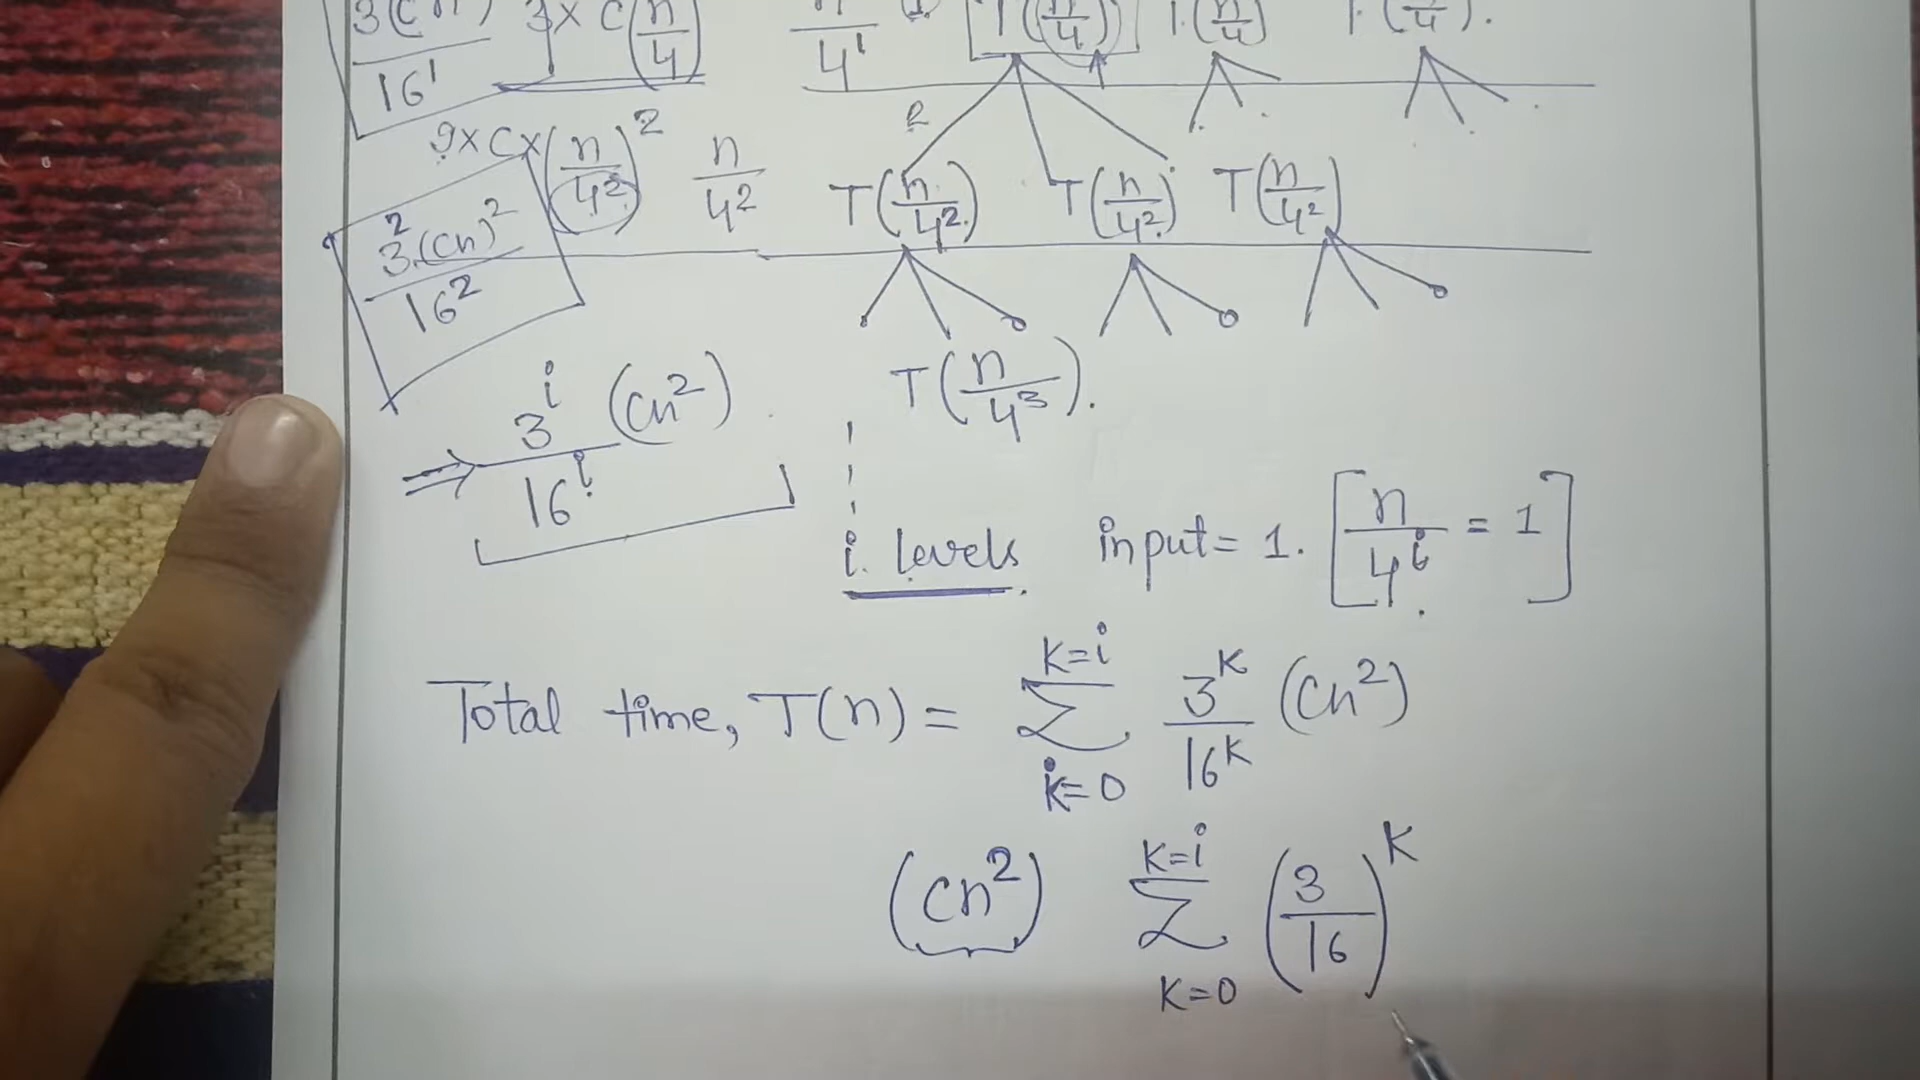 3(cn)²/16¹ 3×c(n/4) n/4¹ T(n/4) T(n/4) T(n/4).
9×c×(n/4²)² n/4² T(n/4²) T(n/4²) T(n/4²)
3².(cn)²/16²
⇒ 3^i/16^i (cn²) T(n/4³).
i. levels. input = 1. [n/4^i = 1]
Total time, T(n) = Σ_{k=0}^{k=i} 3^k/16^k (cn²)
(cn²) Σ_{k=0}^{k=i} (3/16)^k